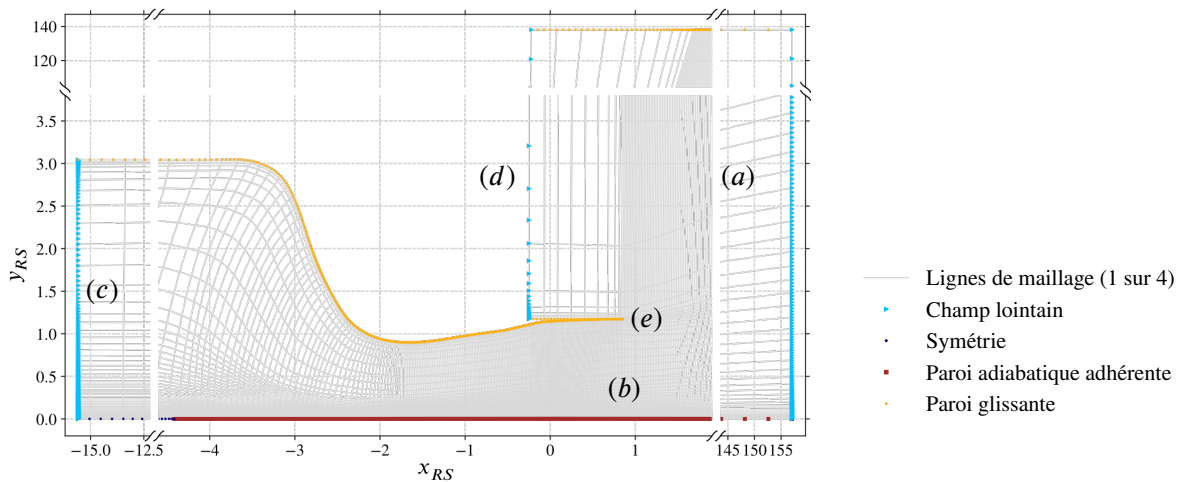 140
120
3.5
3.0
2.5
2.0
1.5
1.0
0.5
0.0
y_RS
(d)
(a)
(c)
(e)
(b)
−15.0 −12.5 −4 −3 −2 −1 0 1 145 150 155
x_RS
Lignes de maillage (1 sur 4)
Champ lointain
Symétrie
Paroi adiabatique adhérente
Paroi glissante